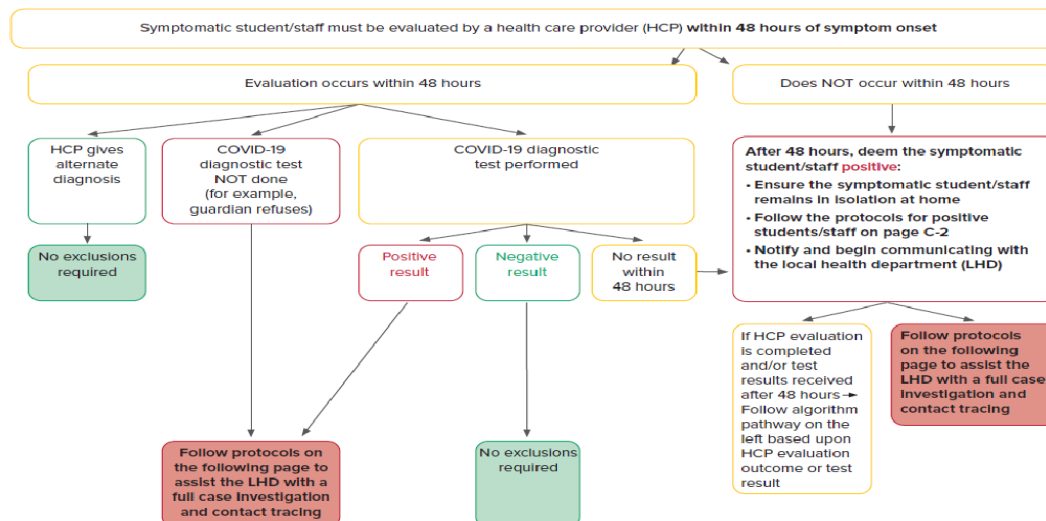 Symptomatic student/staff must be evaluated by a health care provider (HCP) within 48 hours of symptom onset
Evaluation occurs within 48 hours
Does NOT occur within 48 hours
HCP gives
alternate
diagnosis
COVID-19
diagnostic test
NOT done
(for example,
guardian refuses)
COVID-19 diagnostic
test performed
After 48 hours, deem the symptomatic
student/staff positive:
• Ensure the symptomatic student/staff
remains in isolation at home
• Follow the protocols for positive
students/staff on page C-2
• Notify and begin communicating with
the local health department (LHD)
No exclusions
required
Positive
result
Negative
result
No result
within
48 hours
If HCP evaluation
is completed
and/or test
results received
after 48 hours →
Follow algorithm
pathway on the
left based upon
HCP evaluation
outcome or test
result
Follow protocols
on the following
page to assist the
LHD with a full case
Investigation and
contact tracing
Follow protocols on
the following page to
assist the LHD with a
full case Investigation
and contact tracing
No exclusions
required